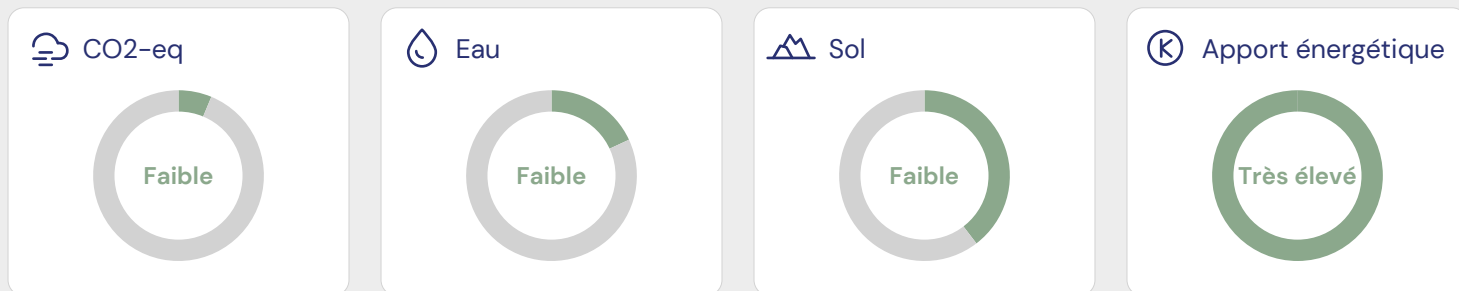 CO2-eq
Faible
Eau
Faible
Sol
Faible
Apport énergétique
Très élevé